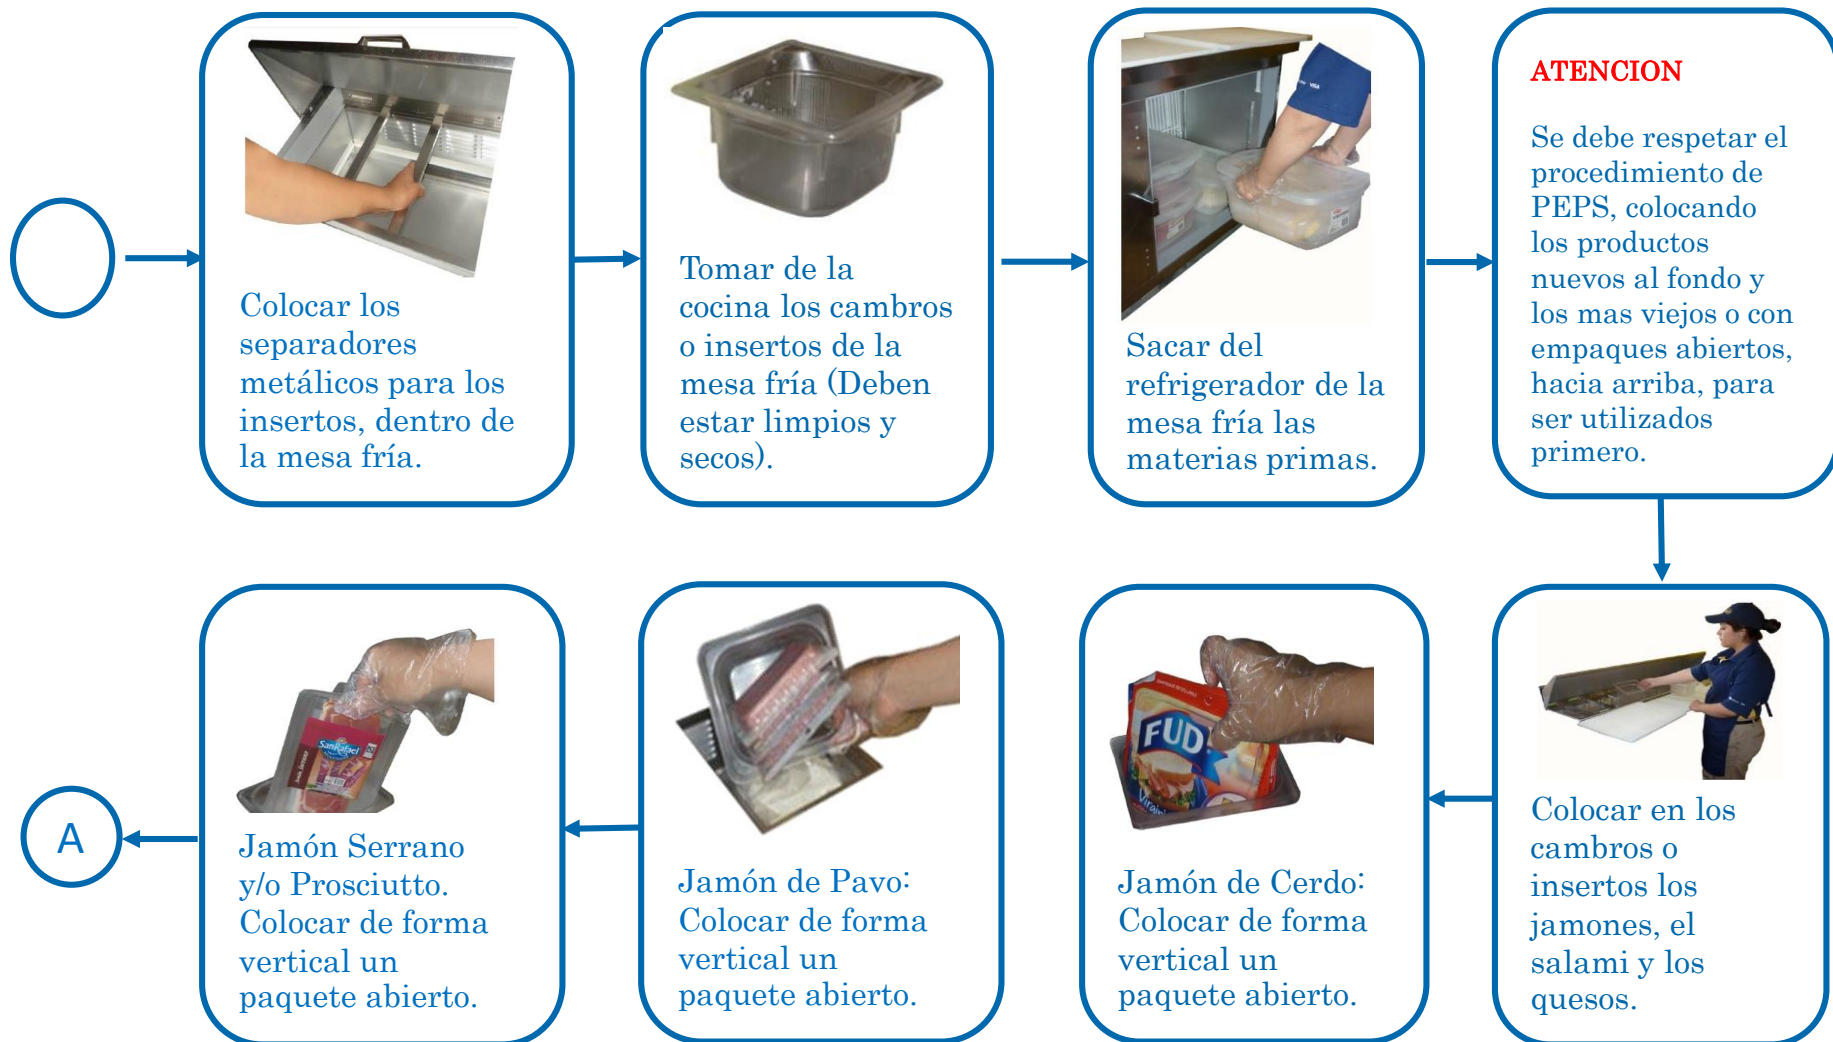 Colocar los
separadores
metálicos para los
insertos, dentro de
la mesa fría.
Tomar de la
cocina los cambros
o insertos de la
mesa fría (Deben
estar limpios y
secos).
Sacar del
refrigerador de la
mesa fría las
materias primas.
ATENCION
Se debe respetar el
procedimiento de
PEPS, colocando
los productos
nuevos al fondo y
los mas viejos o con
empaques abiertos,
hacia arriba, para
ser utilizados
primero.
Colocar en los
cambros o
insertos los
jamones, el
salami y los
quesos.
FUD
Virginia
Jamón de Cerdo:
Colocar de forma
vertical un
paquete abierto.
Jamón de Pavo:
Colocar de forma
vertical un
paquete abierto.
SanRafael
Jamón Serrano
y/o Prosciutto.
Colocar de forma
vertical un
paquete abierto.
A